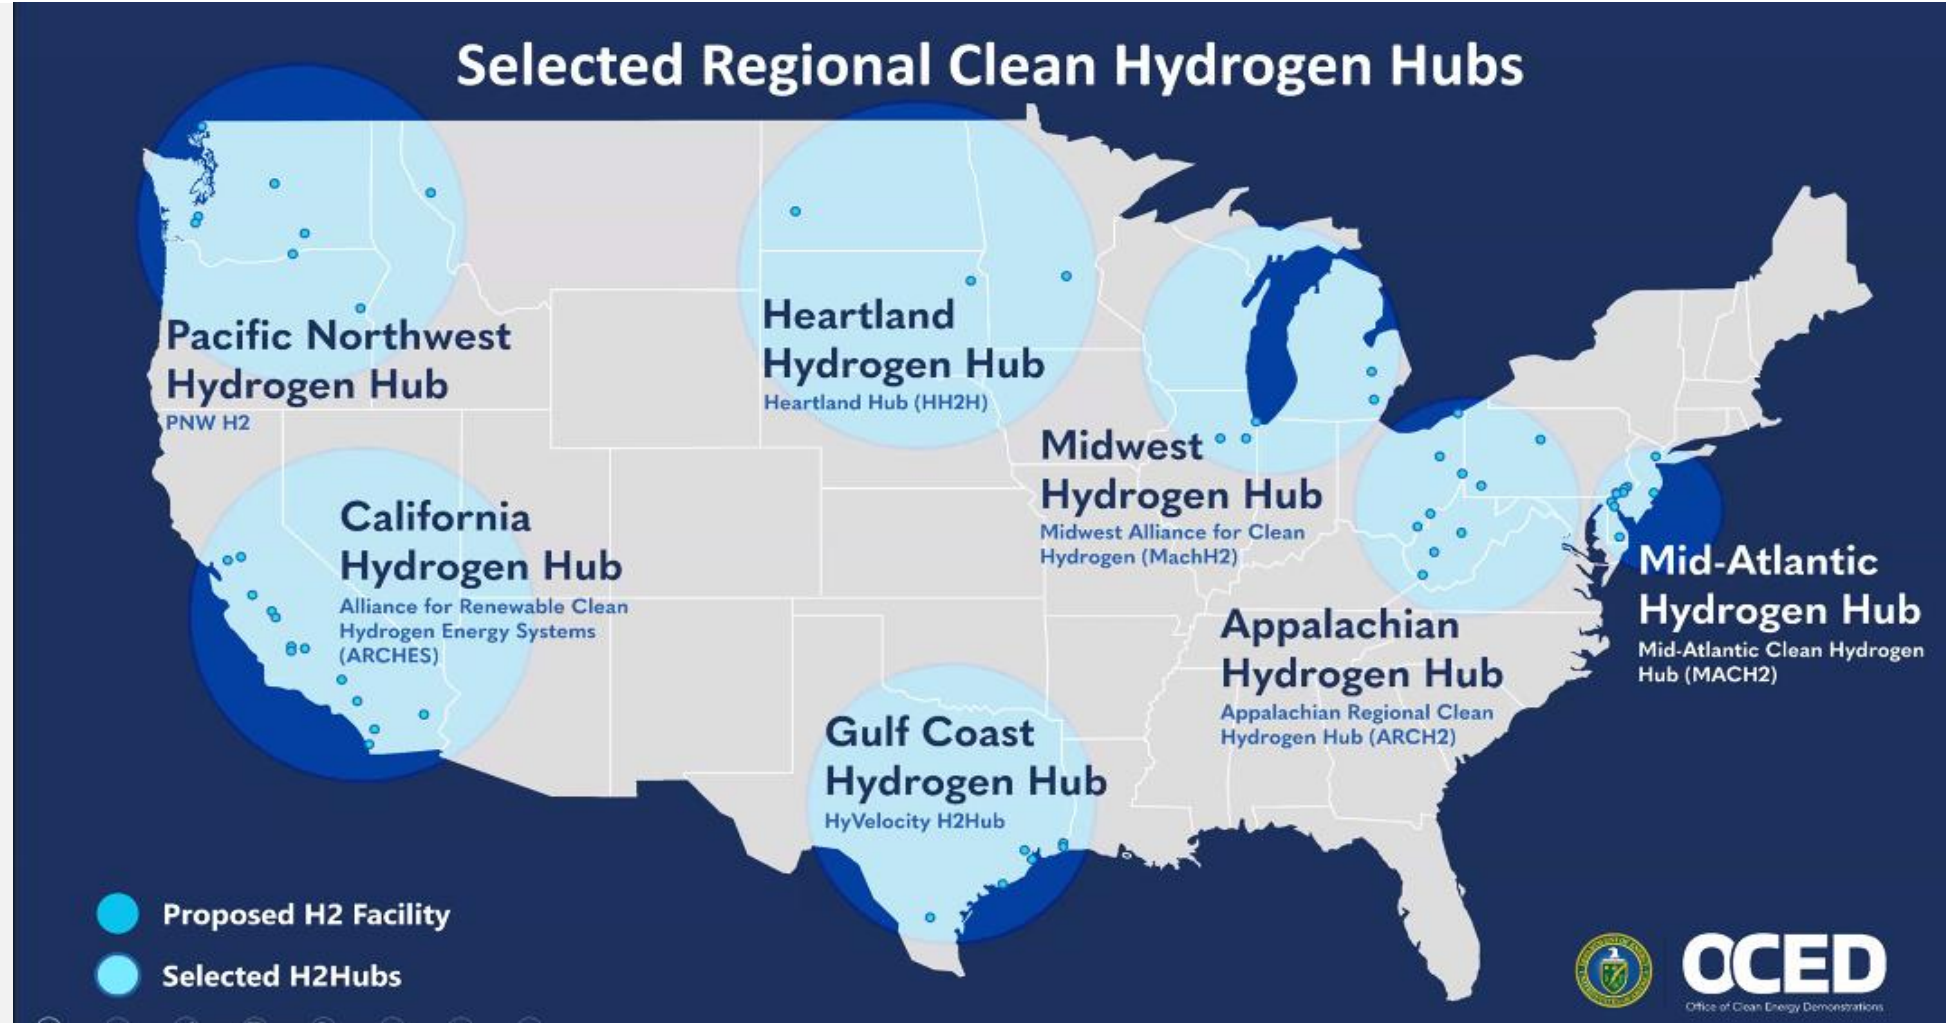 Selected Regional Clean Hydrogen Hubs
Pacific Northwest
Hydrogen Hub
PNW H2
Heartland
Hydrogen Hub
Heartland Hub (HH2H)
Midwest
Hydrogen Hub
Midwest Alliance for Clean
Hydrogen (MachH2)
California
Hydrogen Hub
Alliance for Renewable Clean
Hydrogen Energy Systems
(ARCHES)
Mid-Atlantic
Hydrogen Hub
Mid-Atlantic Clean Hydrogen
Hub (MACH2)
Appalachian
Hydrogen Hub
Appalachian Regional Clean
Hydrogen Hub (ARCH2)
Gulf Coast
Hydrogen Hub
HyVelocity H2Hub
Proposed H2 Facility
Selected H2Hubs
OCED
Office of Clean Energy Demonstrations